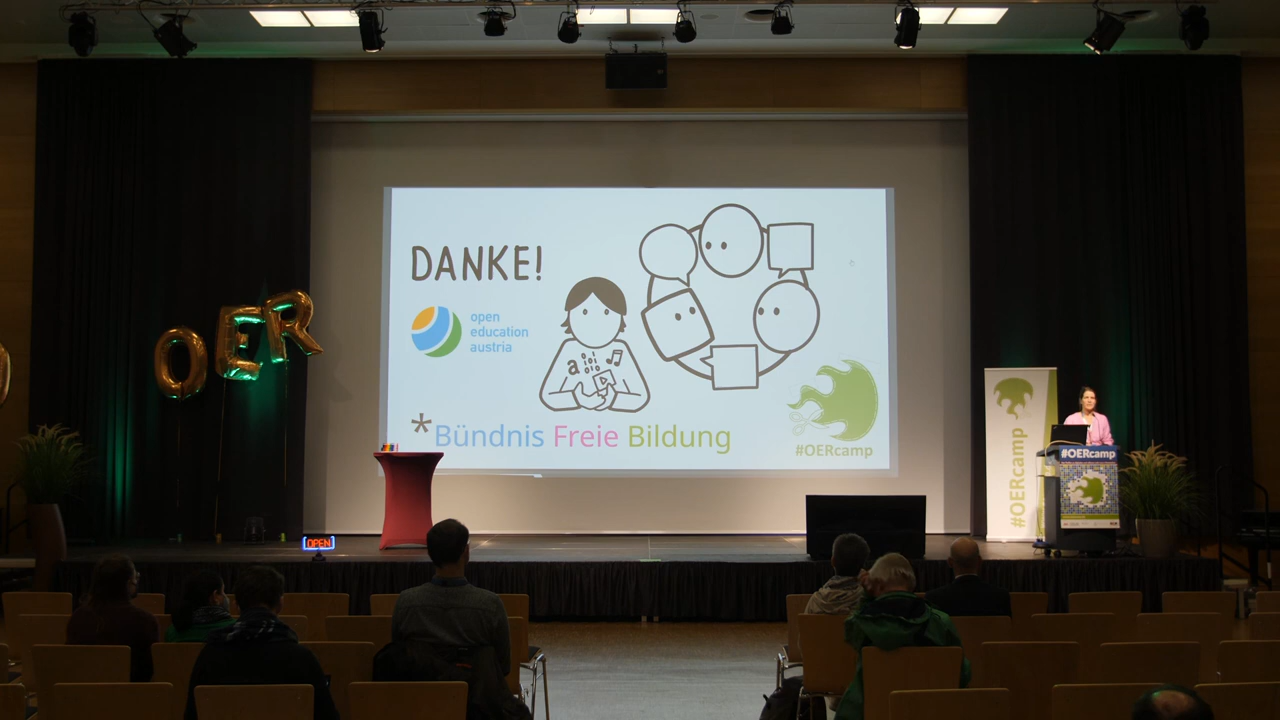 DANKE!
open
education
austria
a
*Bündnis Freie Bildung
#OERcamp
OER
OPEN
#OERcamp
#OERcamp